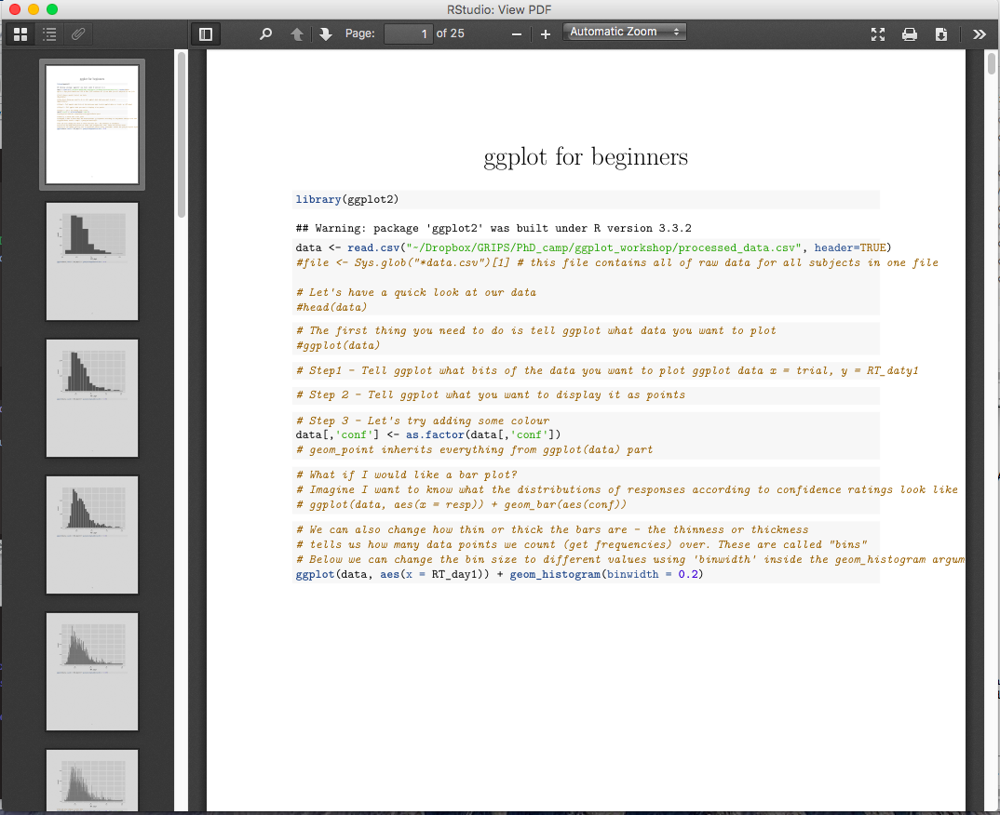 RStudio: View PDF
Page: 1 of 25
Automatic Zoom
ggplot for beginners
library(ggplot2)
## Warning: package 'ggplot2' was built under R version 3.3.2
data <- read.csv("~/Dropbox/GRIPS/PhD_camp/ggplot_workshop/processed_data.csv", header=TRUE)
#file <- Sys.glob("*data.csv")[1] # this file contains all of raw data for all subjects in one file
# Let's have a quick look at our data
#head(data)
# The first thing you need to do is tell ggplot what data you want to plot
#ggplot(data)
# Step1 - Tell ggplot what bits of the data you want to plot ggplot data x = trial, y = RT_daty1
# Step 2 - Tell ggplot what you want to display it as points
# Step 3 - Let's try adding some colour
data[,'conf'] <- as.factor(data[,'conf'])
# geom_point inherits everything from ggplot(data) part
# What if I would like a bar plot?
# Imagine I want to know what the distributions of responses according to confidence ratings look like
# ggplot(data, aes(x = resp)) + geom_bar(aes(conf))
# We can also change how thin or thick the bars are - the thinness or thickness
# tells us how many data points we count (get frequencies) over. These are called "bins"
# Below we can change the bin size to different values using 'binwidth' inside the geom_histogram argum
ggplot(data, aes(x = RT_day1)) + geom_histogram(binwidth = 0.2)